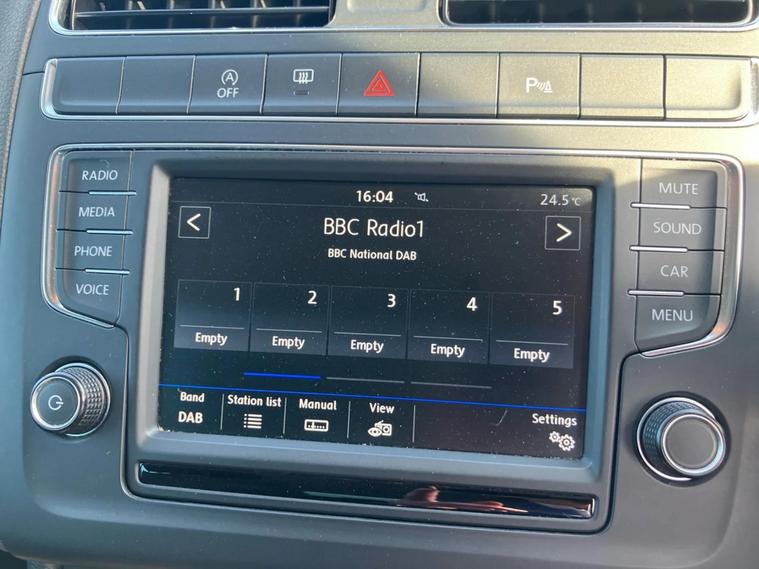 OFF
P
RADIO
MEDIA
PHONE
VOICE
16:04
24.5 °C
<
BBC Radio1
>
BBC National DAB
1
2
3
4
5
Empty
Empty
Empty
Empty
Empty
Band
DAB
Station list
Manual
View
Settings
MUTE
SOUND
CAR
MENU